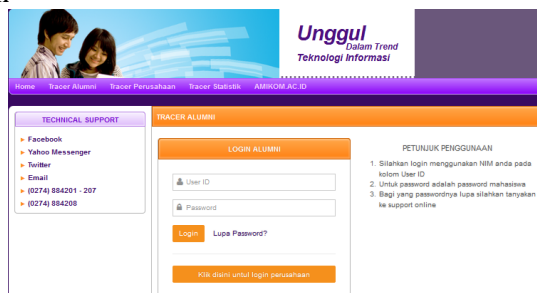 Unggul
Dalam Trend
Teknologi Informasi
Home Tracer Alumni Tracer Perusahaan Tracer Statistik AMIKOM.AC.ID
TECHNICAL SUPPORT
Facebook
Yahoo Messenger
Twitter
Email
(0274) 884201 - 207
(0274) 884208
TRACER ALUMNI
LOGIN ALUMNI
User ID
Password
Login Lupa Password?
Klik disini untul login perusahaan
PETUNJUK PENGGUNAAN
1. Silahkan login menggunakan NIM anda pada
kolom User ID
2. Untuk password adalah password mahasiswa
3. Bagi yang passwordnya lupa silahkan tanyakan
ke support online